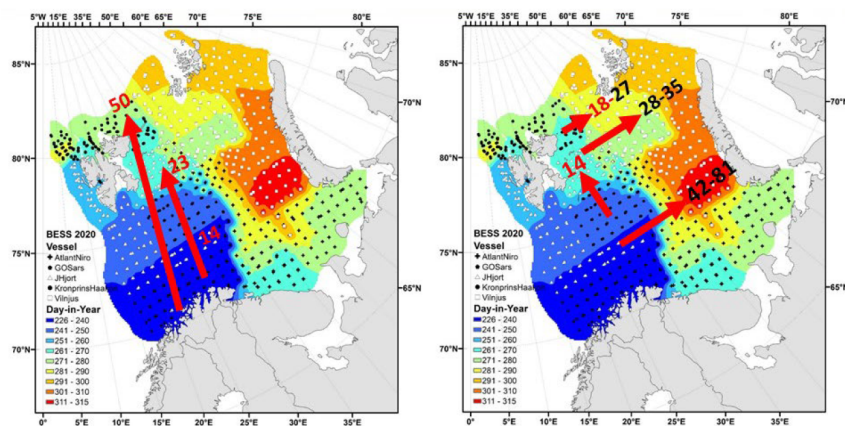 5°W 15°E 35°E 50°E 60°E 65°E 70°E 75°E 80°E
85°N
80°N
75°N
70°N
70°N
65°N
50
23
14
BESS 2020
Vessel
AtlantNiro
GOSars
JHjort
KronprinsHaa
Vilnjus
Day-in-Year
226 - 240
241 - 250
251 - 260
261 - 270
271 - 280
281 - 290
291 - 300
301 - 310
311 - 315
0° 5°E 10°E 15°E 20°E 25°E 30°E 35°E
5°W 15°E 35°E 50°E 60°E 65°E 70°E 75°E 80°E
85°N
80°N
75°N
70°N
70°N
65°N
18-27
28-35
14
42-81
BESS 2020
Vessel
AtlantNiro
GOSars
JHjort
KronprinsHaa
Vilnjus
Day-in-Year
226 - 240
241 - 250
251 - 260
261 - 270
271 - 280
281 - 290
291 - 300
301 - 310
311 - 315
0° 5°E 10°E 15°E 20°E 25°E 30°E 35°E